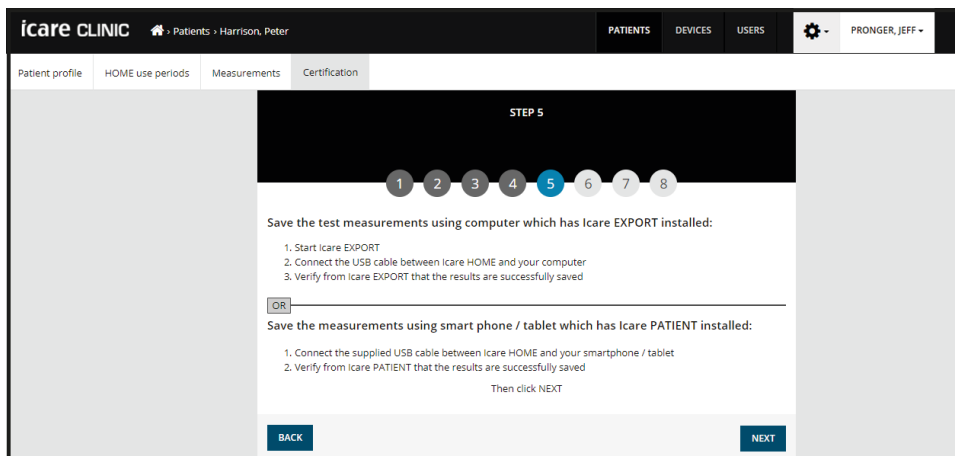 icare CLINIC › Patients › Harrison, Peter PATIENTS DEVICES USERS PRONGER, JEFF
Patient profile HOME use periods Measurements Certification
STEP 5
1 2 3 4 5 6 7 8
Save the test measurements using computer which has Icare EXPORT installed:
1. Start Icare EXPORT
2. Connect the USB cable between Icare HOME and your computer
3. Verify from Icare EXPORT that the results are successfully saved
OR
Save the measurements using smart phone / tablet which has Icare PATIENT installed:
1. Connect the supplied USB cable between Icare HOME and your smartphone / tablet
2. Verify from Icare PATIENT that the results are successfully saved
Then click NEXT
BACK NEXT